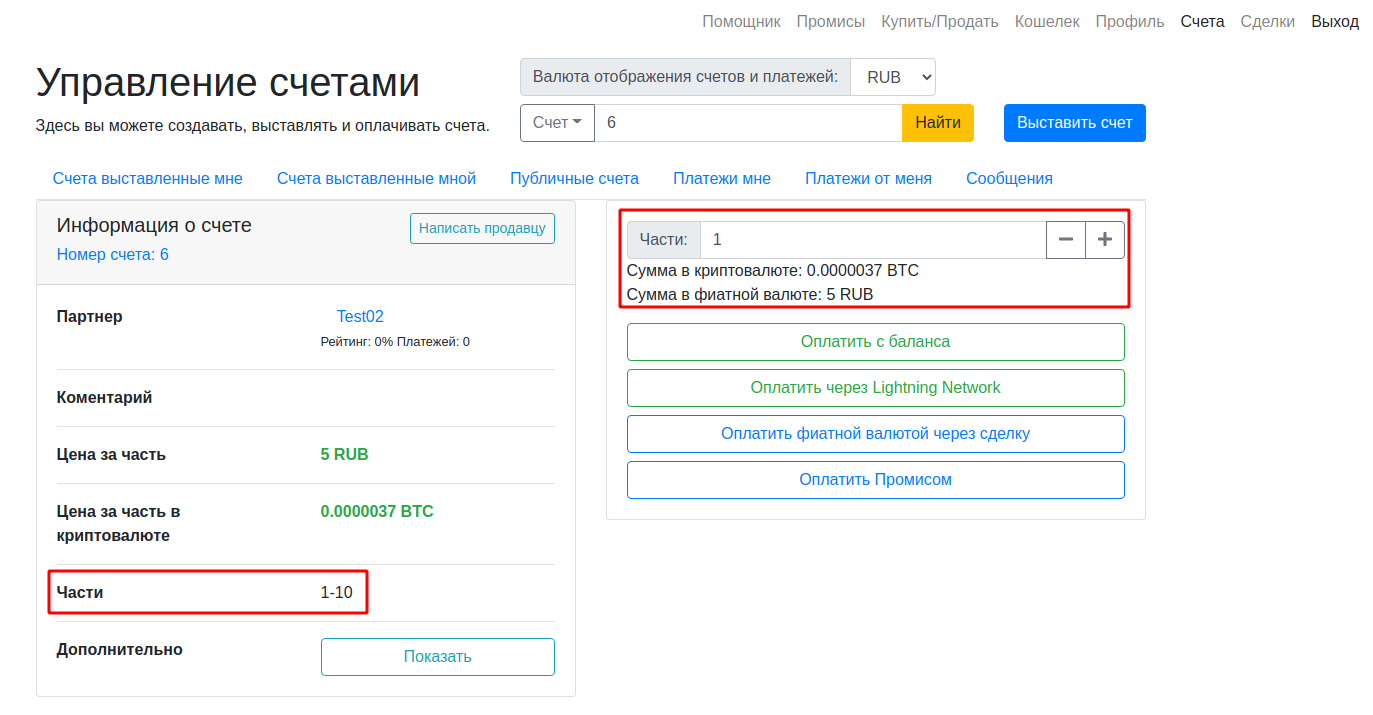 Помощник Промисы Купить/Продать Кошелек Профиль Счета Сделки Выход
Управление счетами
Здесь вы можете создавать, выставлять и оплачивать счета.
Валюта отображения счетов и платежей: RUB
Счет 6 Найти Выставить счет
Счета выставленные мне Счета выставленные мной Публичные счета Платежи мне Платежи от меня Сообщения
Информация о счете
Написать продавцу
Номер счета: 6
Партнер Test02
Рейтинг: 0% Платежей: 0
Коментарий
Цена за часть 5 RUB
Цена за часть в 0.0000037 BTC
криптовалюте
Части 1-10
Дополнительно Показать
Части: 1
Сумма в криптовалюте: 0.0000037 BTC
Сумма в фиатной валюте: 5 RUB
Оплатить с баланса
Оплатить через Lightning Network
Оплатить фиатной валютой через сделку
Оплатить Промисом